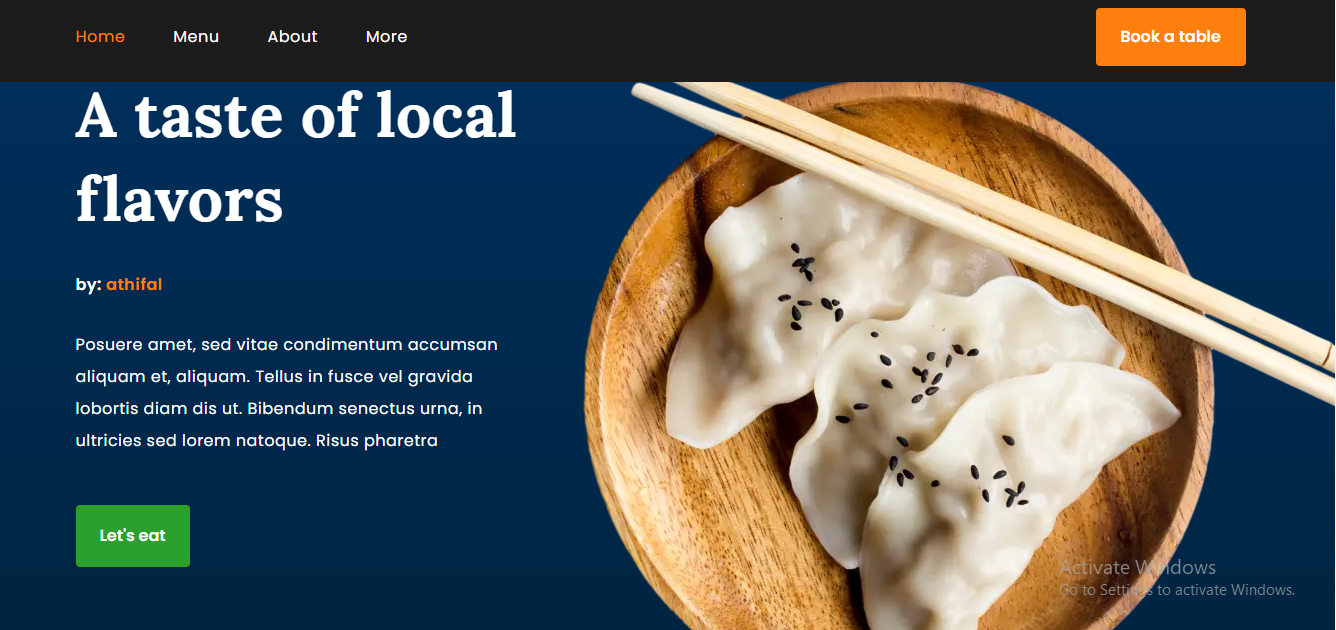 Home Menu About More Book a table
A taste of local
flavors
by: athifal
Posuere amet, sed vitae condimentum accumsan
aliquam et, aliquam. Tellus in fusce vel gravida
lobortis diam dis ut. Bibendum senectus urna, in
ultricies sed lorem natoque. Risus pharetra
Let's eat
Activate Windows
Go to Settings to activate Windows.